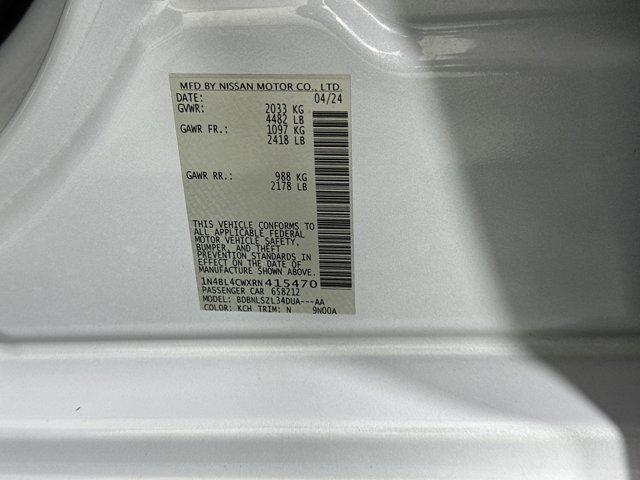 MFD BY NISSAN MOTOR CO., LTD.
DATE: 04/24
GVWR: 2033 KG
4482 LB
GAWR FR.: 1097 KG
2418 LB
GAWR RR.: 988 KG
2178 LB
THIS VEHICLE CONFORMS TO
ALL APPLICABLE FEDERAL
MOTOR VEHICLE SAFETY,
BUMPER, AND THEFT
PREVENTION STANDARDS IN
EFFECT ON THE DATE OF
MANUFACTURE SHOWN ABOVE.
1N4BL4CWXRN415470
PASSENGER CAR 658212
MODEL: BDBNLSZL34DUA---AA
COLOR: KCH TRIM: N 9N00A